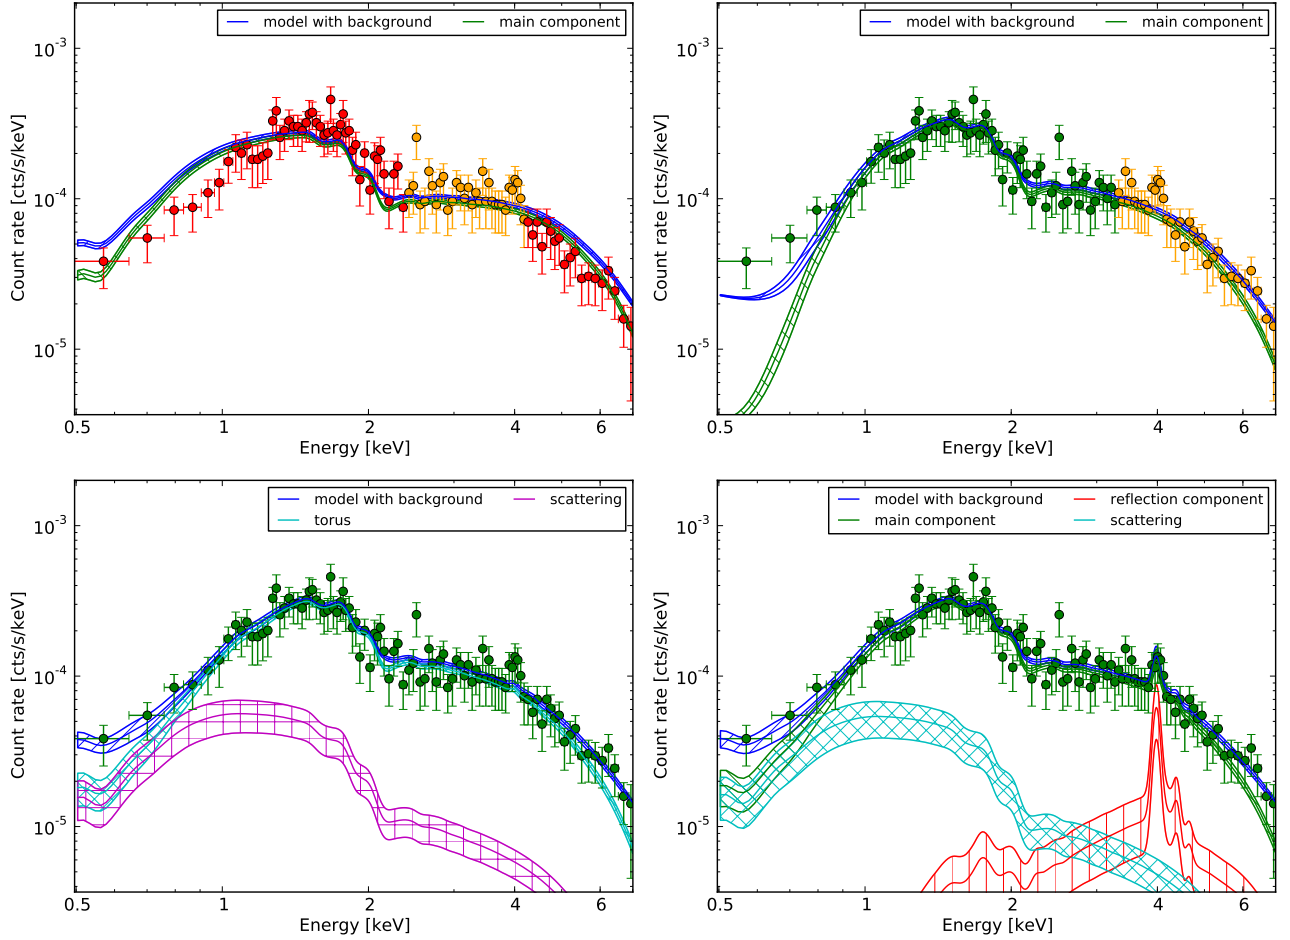 model with background main component
Count rate [cts/s/keV]
10⁻³
10⁻⁴
10⁻⁵
0.5 1 2 4 6
Energy [keV]
model with background main component
Count rate [cts/s/keV]
10⁻³
10⁻⁴
10⁻⁵
0.5 1 2 4 6
Energy [keV]
model with background scattering
torus
Count rate [cts/s/keV]
10⁻³
10⁻⁴
10⁻⁵
0.5 1 2 4 6
Energy [keV]
model with background reflection component
main component scattering
Count rate [cts/s/keV]
10⁻³
10⁻⁴
10⁻⁵
0.5 1 2 4 6
Energy [keV]